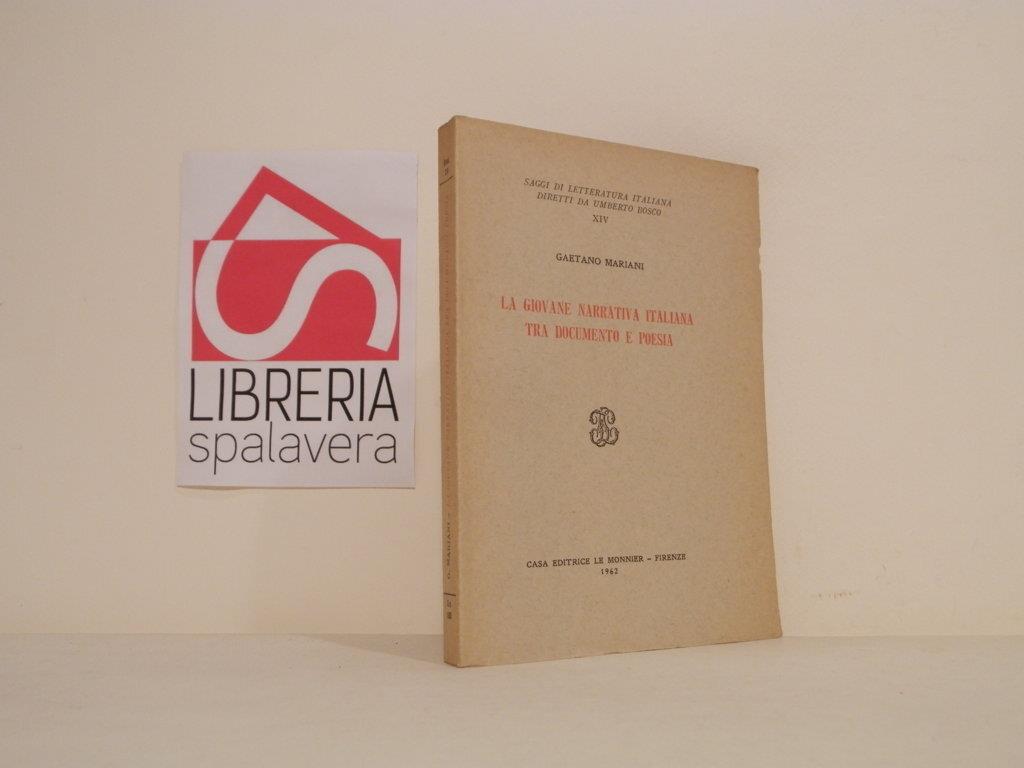 LIBRERIA
spalavera
SAGGI DI LETTERATURA ITALIANA
DIRETTI DA UMBERTO BOSCO
XIV
GAETANO MARIANI
LA GIOVANE NARRATIVA ITALIANA
TRA DOCUMENTO E POESIA
CASA EDITRICE LE MONNIER – FIRENZE
1962
G. MARIANI